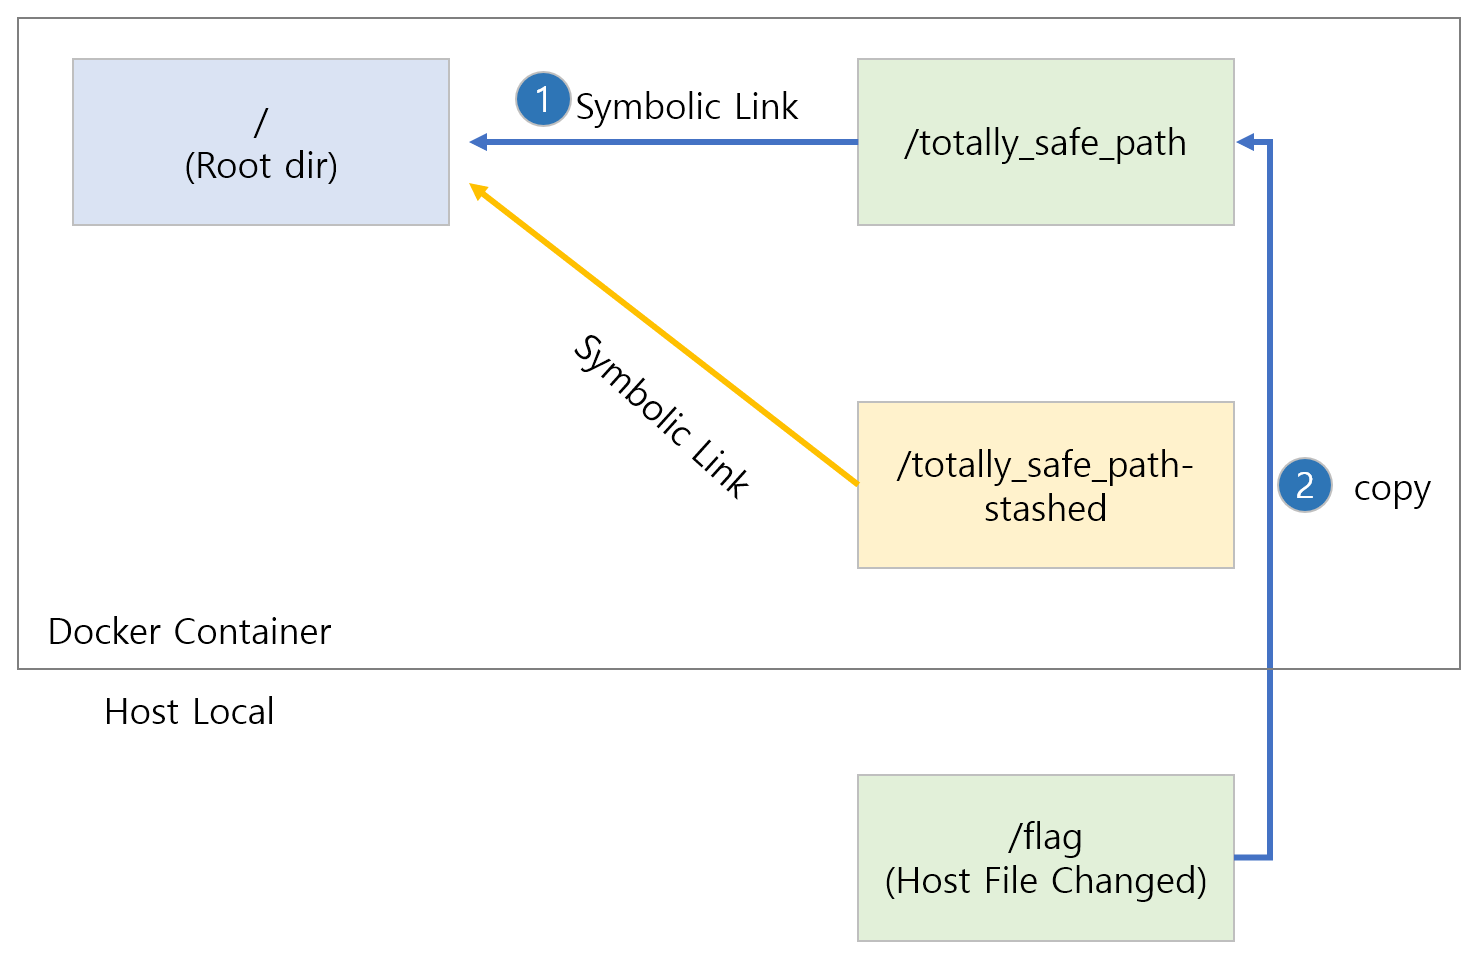 /
(Root dir)
1
Symbolic Link
/totally_safe_path
Symbolic Link
/totally_safe_path-
stashed
2
copy
Docker Container
Host Local
/flag
(Host File Changed)